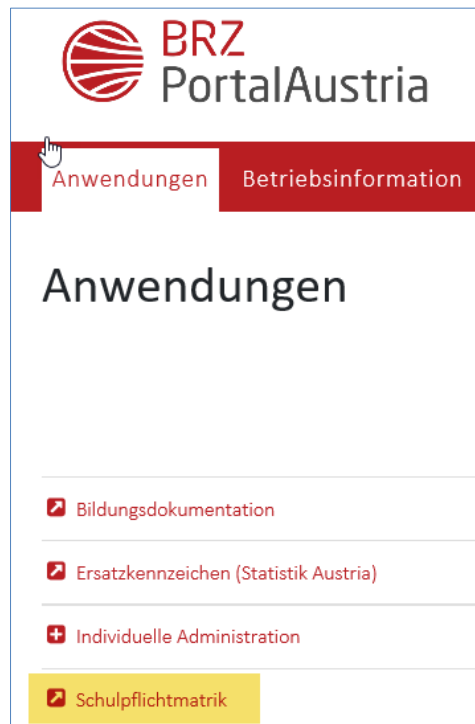 BRZ
PortalAustria
Anwendungen Betriebsinformation
Anwendungen
Bildungsdokumentation
Ersatzkennzeichen (Statistik Austria)
Individuelle Administration
Schulpflichtmatrik